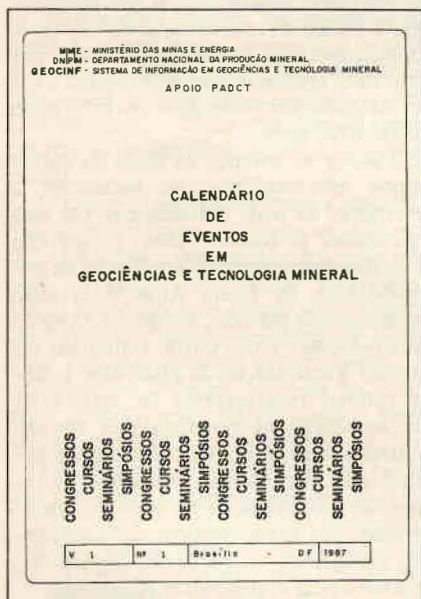 MME - MINISTÉRIO DAS MINAS E ENERGIA
DNPM - DEPARTAMENTO NACIONAL DA PRODUÇÃO MINERAL
GEOCINF - SISTEMA DE INFORMAÇÃO EM GEOCIÊNCIAS E TECNOLOGIA MINERAL
APOIO PADCT
CALENDÁRIO
DE
EVENTOS
EM
GEOCIÊNCIAS E TECNOLOGIA MINERAL
CONGRESSOS
CURSOS
SEMINÁRIOS
SIMPÓSIOS
CONGRESSOS
CURSOS
SEMINÁRIOS
SIMPÓSIOS
CONGRESSOS
CURSOS
SEMINÁRIOS
SIMPÓSIOS
CONGRESSOS
CURSOS
SEMINÁRIOS
SIMPÓSIOS
V 1 Nº 1 Brasília - DF 1987